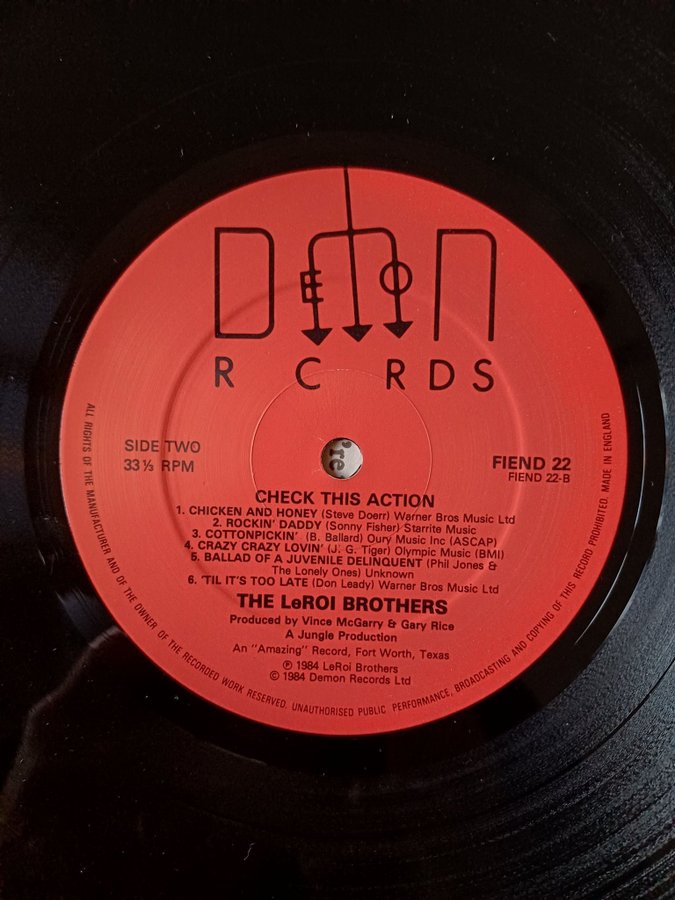 DEMON
RECORDS
SIDE TWO
33⅓ RPM
FIEND 22
FIEND 22-B
're
CHECK THIS ACTION
1. CHICKEN AND HONEY (Steve Doerr) Warner Bros Music Ltd
2. ROCKIN' DADDY (Sonny Fisher) Starrite Music
3. COTTONPICKIN' (B. Ballard) Oury Music Inc (ASCAP)
4. CRAZY CRAZY LOVIN' (J. G. Tiger) Olympic Music (BMI)
5. BALLAD OF A JUVENILE DELINQUENT (Phil Jones &
The Lonely Ones) Unknown
6. 'TIL IT'S TOO LATE (Don Leady) Warner Bros Music Ltd
THE LeROI BROTHERS
Produced by Vince McGarry & Gary Rice
A Jungle Production
An "Amazing" Record, Fort Worth, Texas
℗ 1984 LeRoi Brothers
© 1984 Demon Records Ltd
ALL RIGHTS OF THE MANUFACTURER AND OF THE OWNER OF THE RECORDED WORK RESERVED. UNAUTHORISED PUBLIC PERFORMANCE, BROADCASTING AND COPYING OF THIS RECORD PROHIBITED. MADE IN ENGLAND